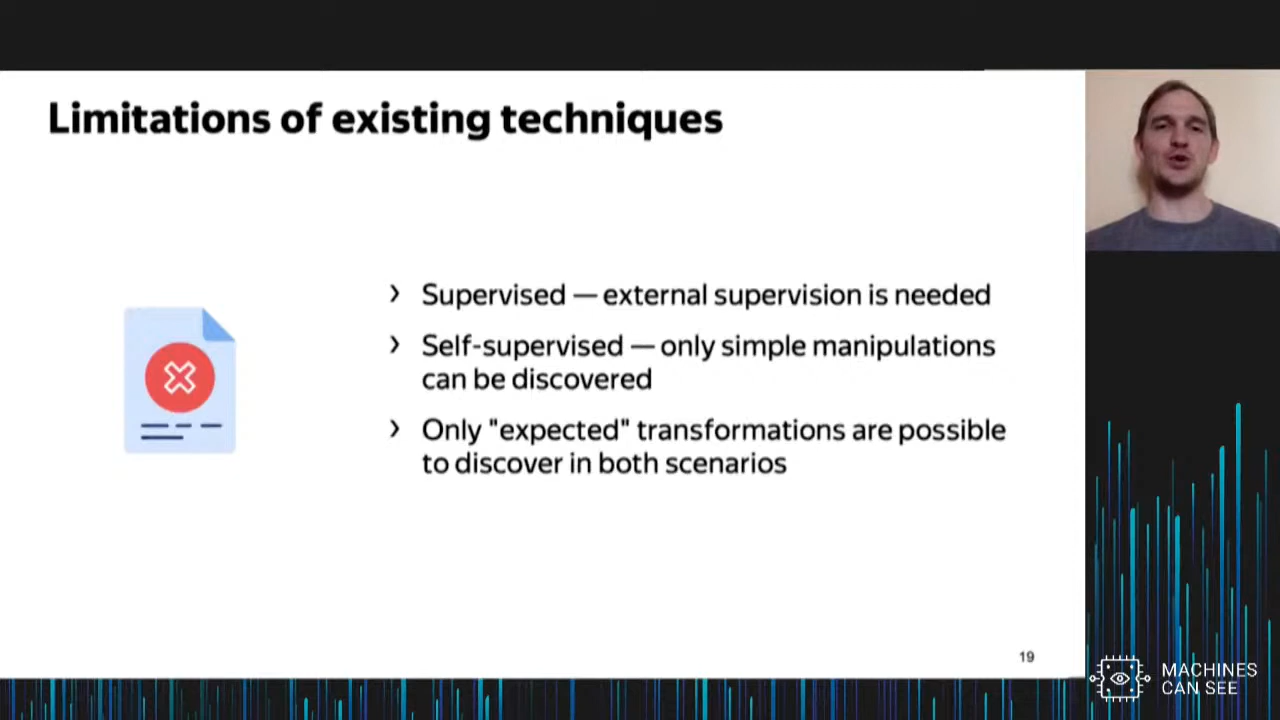 Limitations of existing techniques
› Supervised — external supervision is needed
› Self-supervised — only simple manipulations
can be discovered
› Only "expected" transformations are possible
to discover in both scenarios
19
MACHINES
CAN SEE